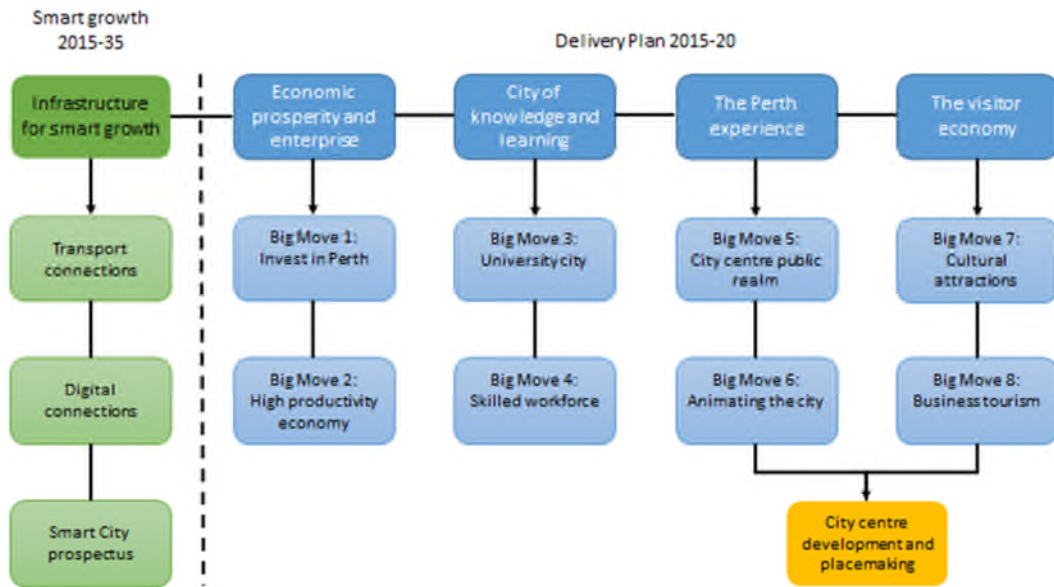 Smart growth
2015-35
Delivery Plan 2015-20
Infrastructure
for smart growth
Economic
prosperity and
enterprise
City of
knowledge and
learning
The Perth
experience
The visitor
economy
Transport
connections
Big Move 1:
Invest in Perth
Big Move 3:
University city
Big Move 5:
City centre public
realm
Big Move 7:
Cultural
attractions
Digital
connections
Big Move 2:
High productivity
economy
Big Move 4:
Skilled workforce
Big Move 6:
Animating the city
Big Move 8:
Business tourism
Smart City
prospectus
City centre
development and
placemaking